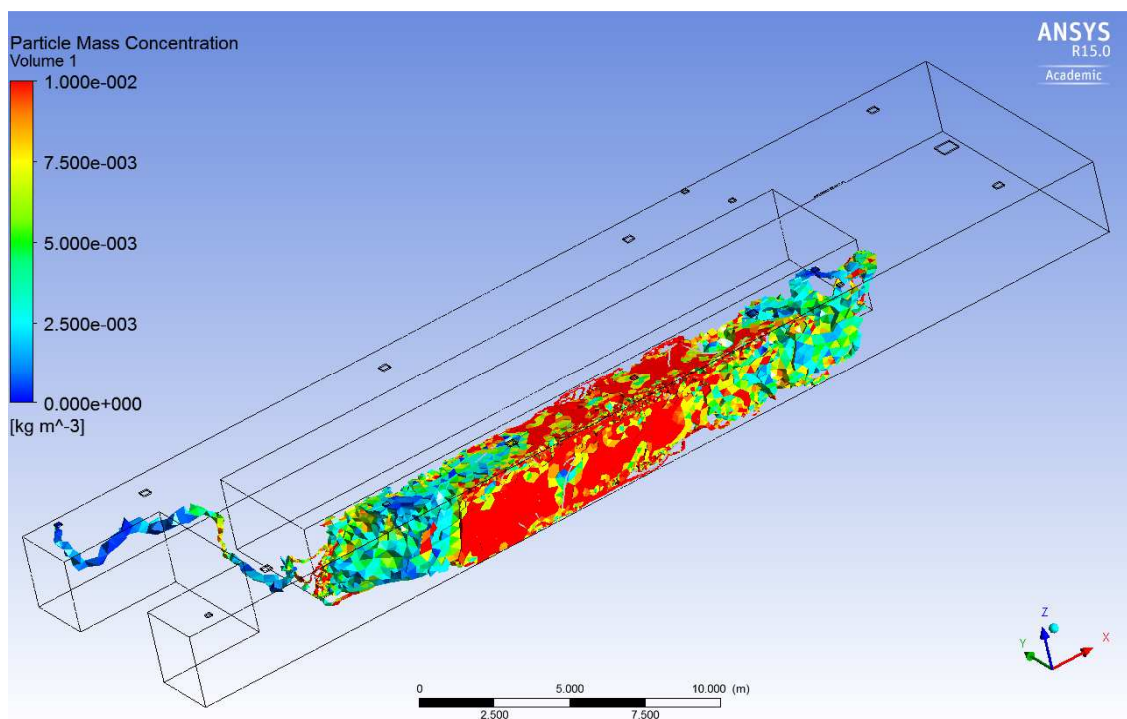 Particle Mass Concentration
Volume 1
1.000e-002
7.500e-003
5.000e-003
2.500e-003
0.000e+000
[kg m^-3]
ANSYS
R15.0
Academic
Z
Y
X
0 5.000 10.000 (m)
2.500 7.500